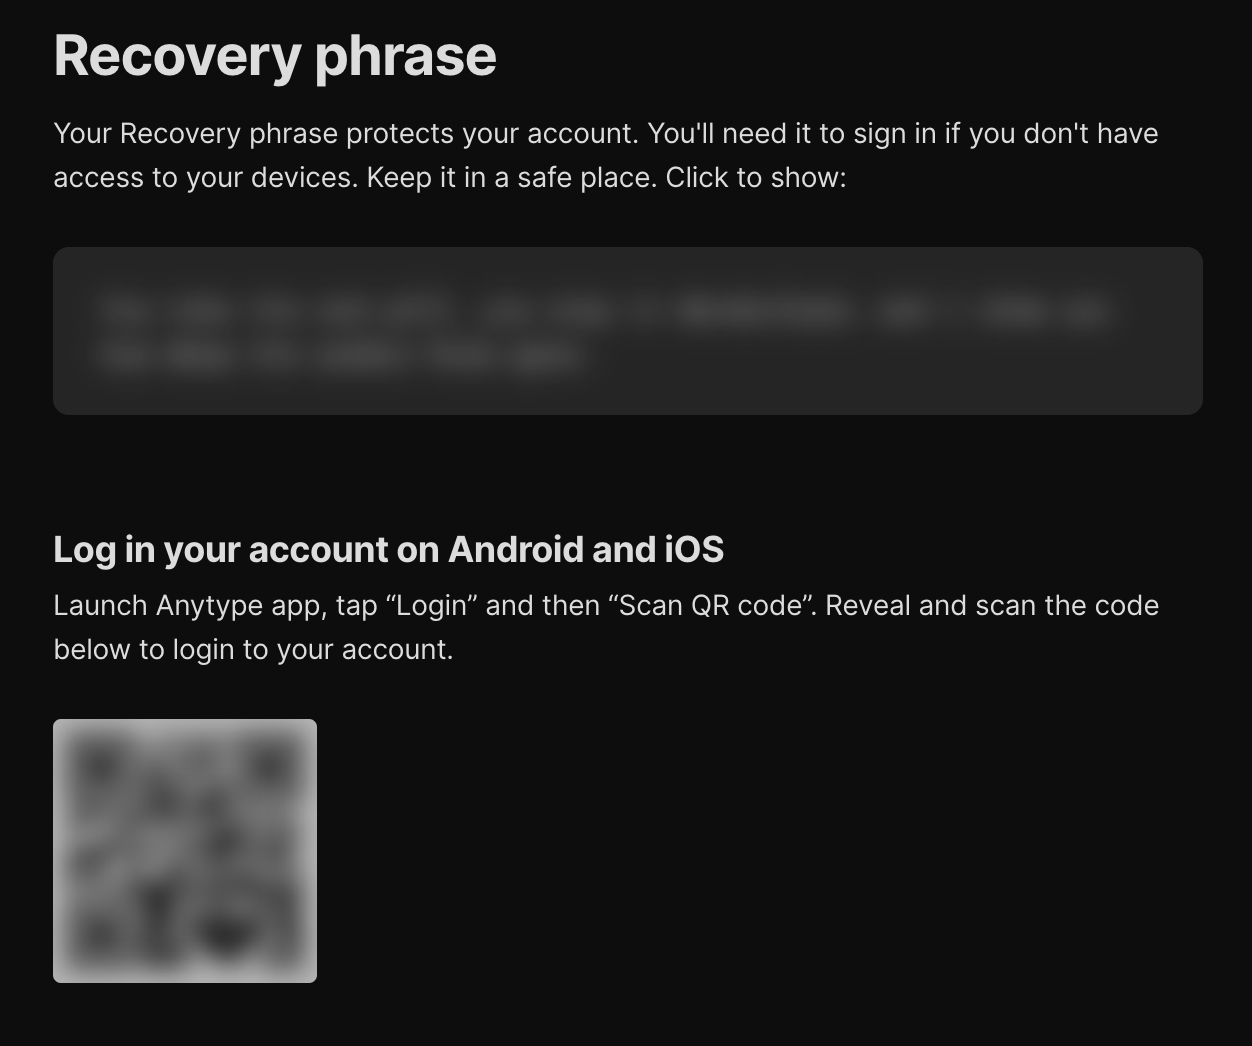 Recovery phrase
Your Recovery phrase protects your account. You'll need it to sign in if you don't have
access to your devices. Keep it in a safe place. Click to show:
Log in your account on Android and iOS
Launch Anytype app, tap “Login” and then “Scan QR code”. Reveal and scan the code
below to login to your account.